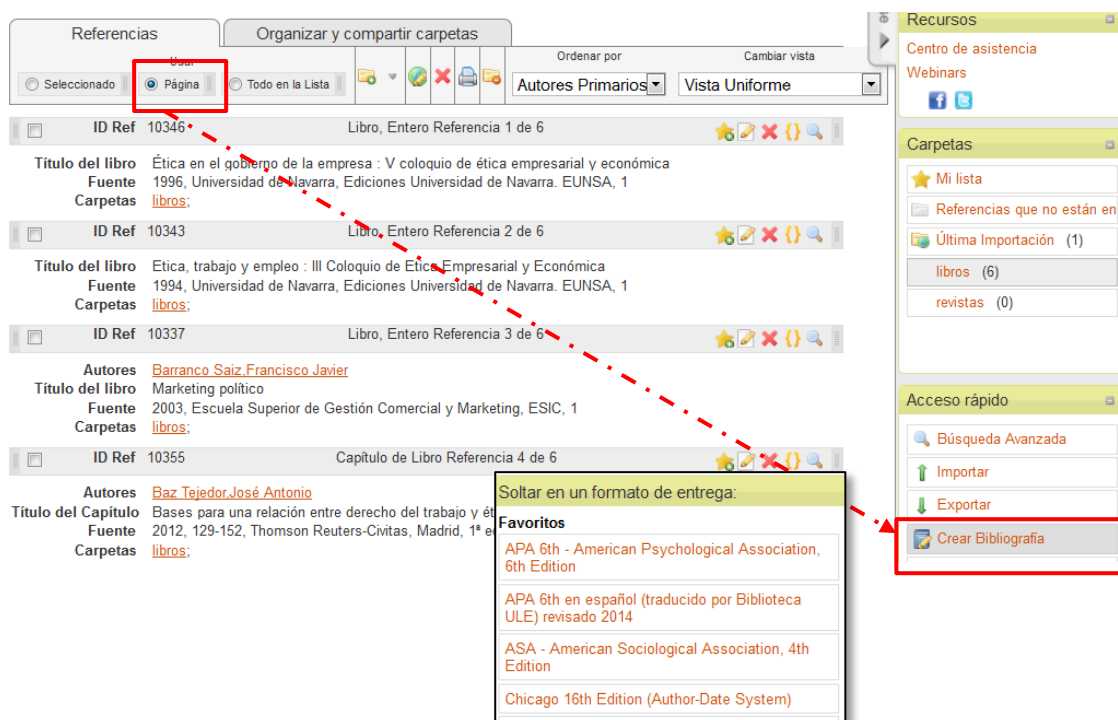 Referencias
Organizar y compartir carpetas
Usar
Seleccionado
Página
Todo en la Lista
Ordenar por
Autores Primarios
Cambiar vista
Vista Uniforme
ID Ref 10346 Libro, Entero Referencia 1 de 6
Título del libro Ética en el gobierno de la empresa : V coloquio de ética empresarial y económica
Fuente 1996, Universidad de Navarra, Ediciones Universidad de Navarra. EUNSA, 1
Carpetas libros;
ID Ref 10343 Libro, Entero Referencia 2 de 6
Título del libro Etica, trabajo y empleo : III Coloquio de Etica Empresarial y Económica
Fuente 1994, Universidad de Navarra, Ediciones Universidad de Navarra. EUNSA, 1
Carpetas libros;
ID Ref 10337 Libro, Entero Referencia 3 de 6
Autores Barranco Saiz,Francisco Javier
Título del libro Marketing político
Fuente 2003, Escuela Superior de Gestión Comercial y Marketing, ESIC, 1
Carpetas libros;
ID Ref 10355 Capítulo de Libro Referencia 4 de 6
Autores Baz Tejedor,José Antonio
Título del Capítulo Bases para una relación entre derecho del trabajo y ét
Fuente 2012, 129-152, Thomson Reuters-Civitas, Madrid, 1ª e
Carpetas libros;
Soltar en un formato de entrega:
Favoritos
APA 6th - American Psychological Association,
6th Edition
APA 6th en español (traducido por Biblioteca
ULE) revisado 2014
ASA - American Sociological Association, 4th
Edition
Chicago 16th Edition (Author-Date System)
Recursos
Centro de asistencia
Webinars
Carpetas
Mi lista
Referencias que no están en
Última Importación (1)
libros (6)
revistas (0)
Acceso rápido
Búsqueda Avanzada
Importar
Exportar
Crear Bibliografía